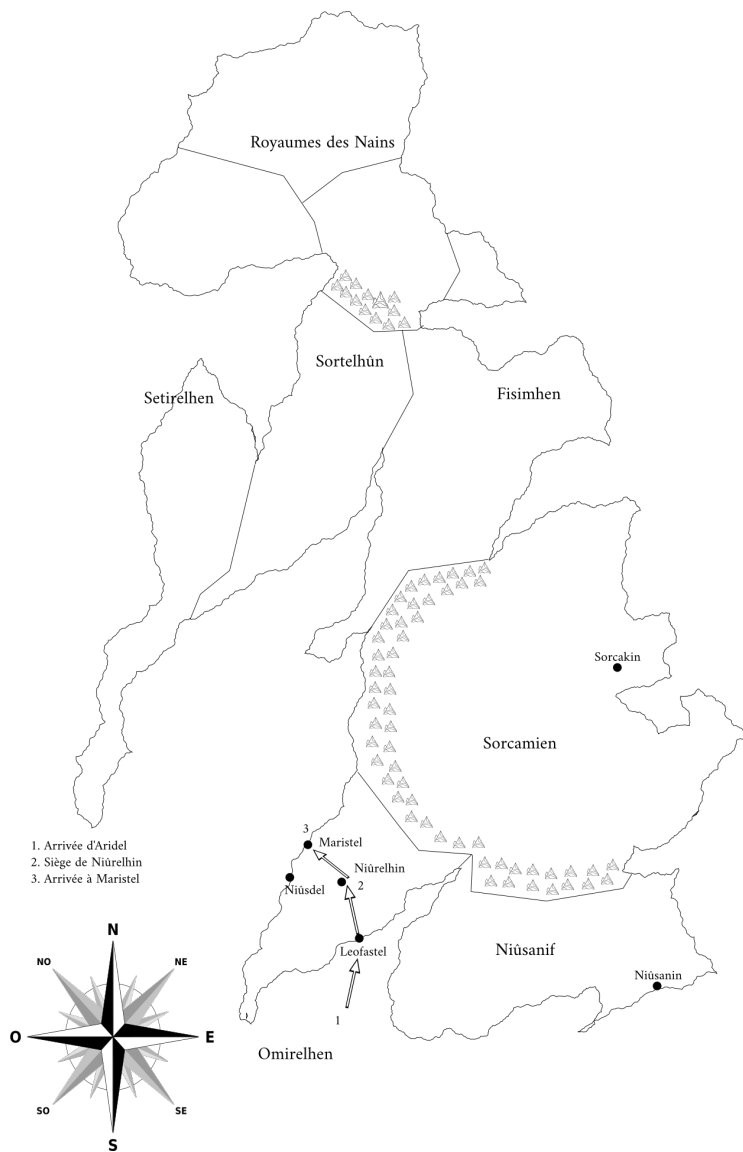 Royaumes des Nains
Sortelhûn
Setirelhen
Fisimhen
Sorcakin
Sorcamien
3
Maristel
1. Arrivée d'Aridel
2. Siège de Niûrelhin
3. Arrivée à Maristel
Niûrelhin
2
Niûsdel
Leofastel
Niûsanif
Niûsanin
1
Omirelhen
N
NO
NE
O
E
SO
SE
S